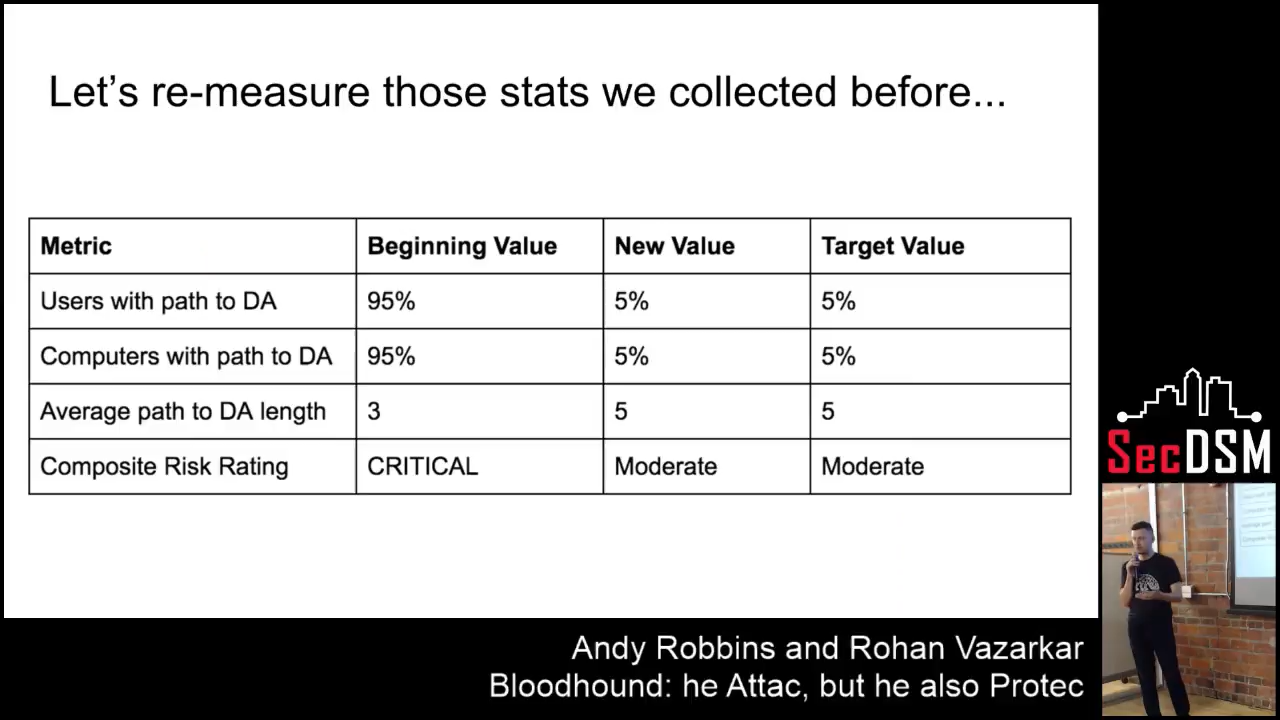 Let's re-measure those stats we collected before...
Metric Beginning Value New Value Target Value
Users with path to DA 95% 5% 5%
Computers with path to DA 95% 5% 5%
Average path to DA length 3 5 5
Composite Risk Rating CRITICAL Moderate Moderate
SecDSM
Andy Robbins and Rohan Vazarkar
Bloodhound: he Attac, but he also Protec